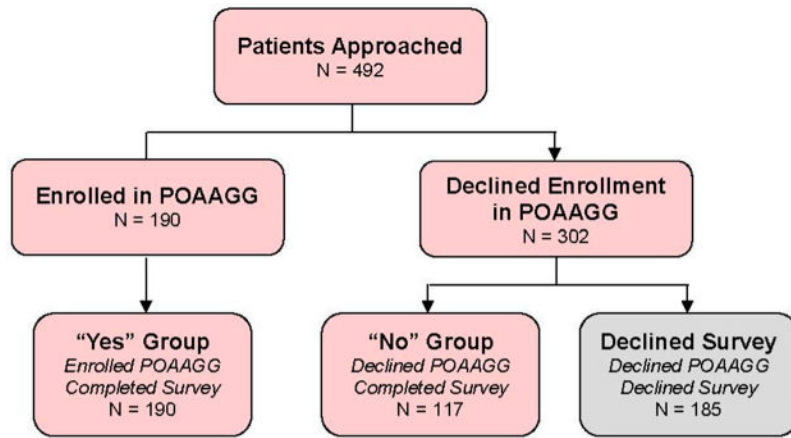 Patients Approached
N = 492
Enrolled in POAAGG
N = 190
Declined Enrollment
in POAAGG
N = 302
“Yes” Group
Enrolled POAAGG
Completed Survey
N = 190
“No” Group
Declined POAAGG
Completed Survey
N = 117
Declined Survey
Declined POAAGG
Declined Survey
N = 185